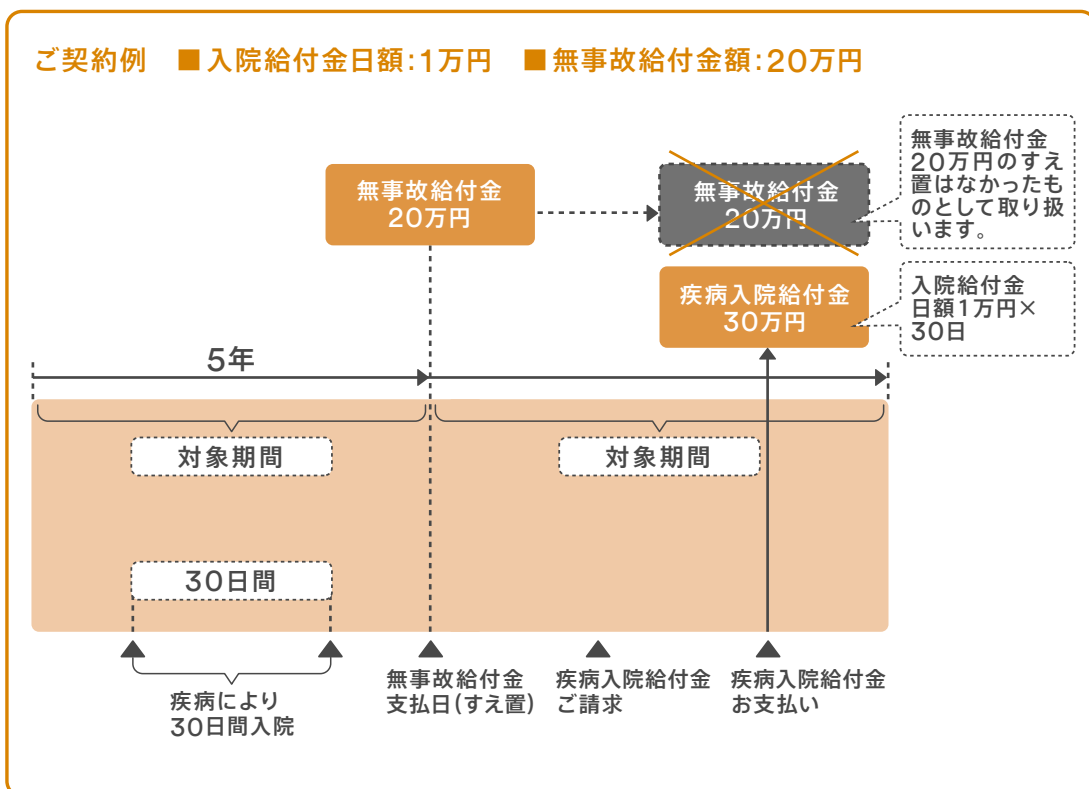 ご契約例 ■入院給付金日額:1万円 ■無事故給付金額:20万円
無事故給付金
20万円
無事故給付金
20万円
無事故給付金
20万円のすえ
置はなかったも
のとして取り扱
います。
疾病入院給付金
30万円
入院給付金
日額1万円×
30日
5年
対象期間
対象期間
30日間
疾病により
30日間入院
無事故給付金
支払日(すえ置)
疾病入院給付金
ご請求
疾病入院給付金
お支払い